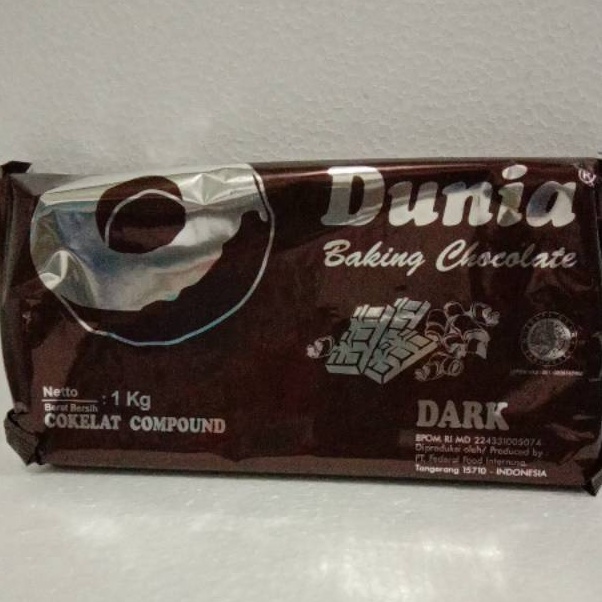 Dunia®
Baking Chocolate
Netto
Berat Bersih : 1 Kg
COKELAT COMPOUND
DARK
BPOM RI MD 224331005074
Diproduksi oleh/ Produced by
PT. Federal Food Internusa.
Tangerang 15710 - INDONESIA